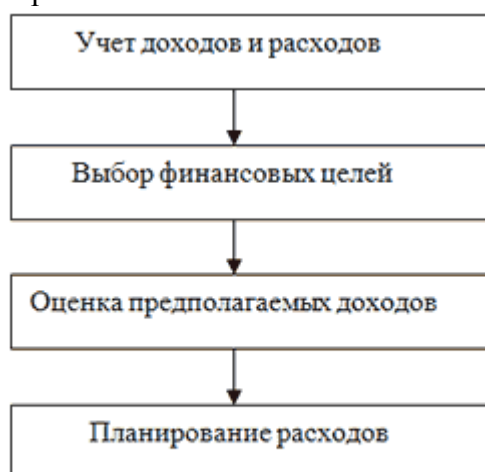 Учет доходов и расходов
Выбор финансовых целей
Оценка предполагаемых доходов
Планирование расходов